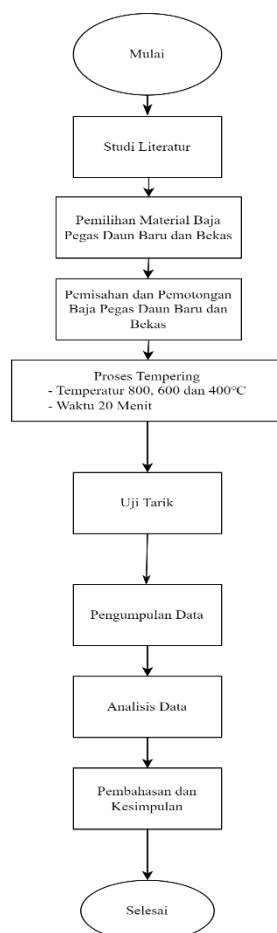 Mulai
Studi Literatur
Pemilihan Material Baja
Pegas Daun Baru dan Bekas
Pemisahan dan Pemotongan
Baja Pegas Daun Baru dan
Bekas
Proses Tempering
- Temperatur 800, 600 dan 400°C
- Waktu 20 Menit
Uji Tarik
Pengumpulan Data
Analisis Data
Pembahasan dan
Kesimpulan
Selesai